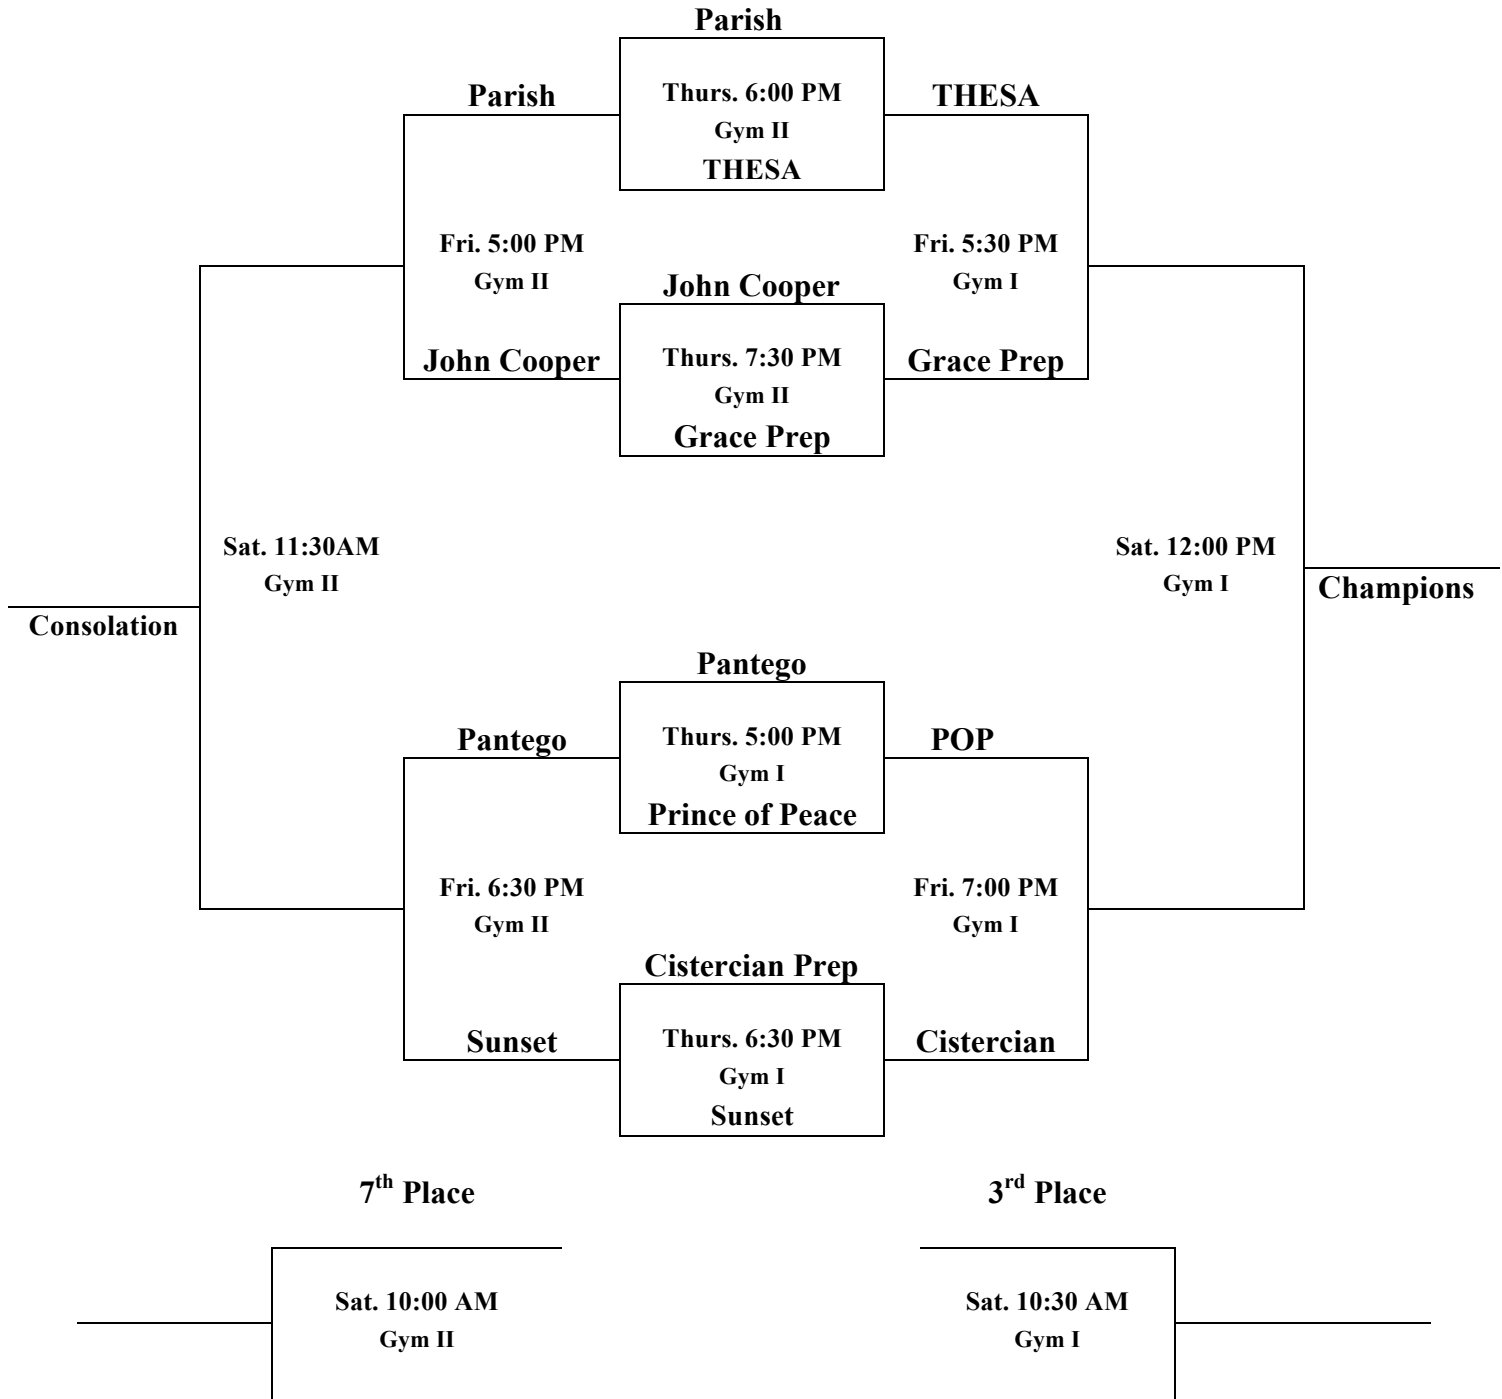 Parish
Parish
Thurs. 6:00 PM
THESA
Gym II
THESA
Fri. 5:00 PM
Fri. 5:30 PM
Gym II
John Cooper
Gym I
John Cooper
Thurs. 7:30 PM
Grace Prep
Gym II
Grace Prep
Sat. 11:30AM
Sat. 12:00 PM
Gym II
Gym I
Champions
Consolation
Pantego
Pantego
Thurs. 5:00 PM
POP
Gym I
Prince of Peace
Fri. 6:30 PM
Fri. 7:00 PM
Gym II
Gym I
Cistercian Prep
Sunset
Thurs. 6:30 PM
Cistercian
Gym I
Sunset
7th Place
3rd Place
Sat. 10:00 AM
Sat. 10:30 AM
Gym II
Gym I